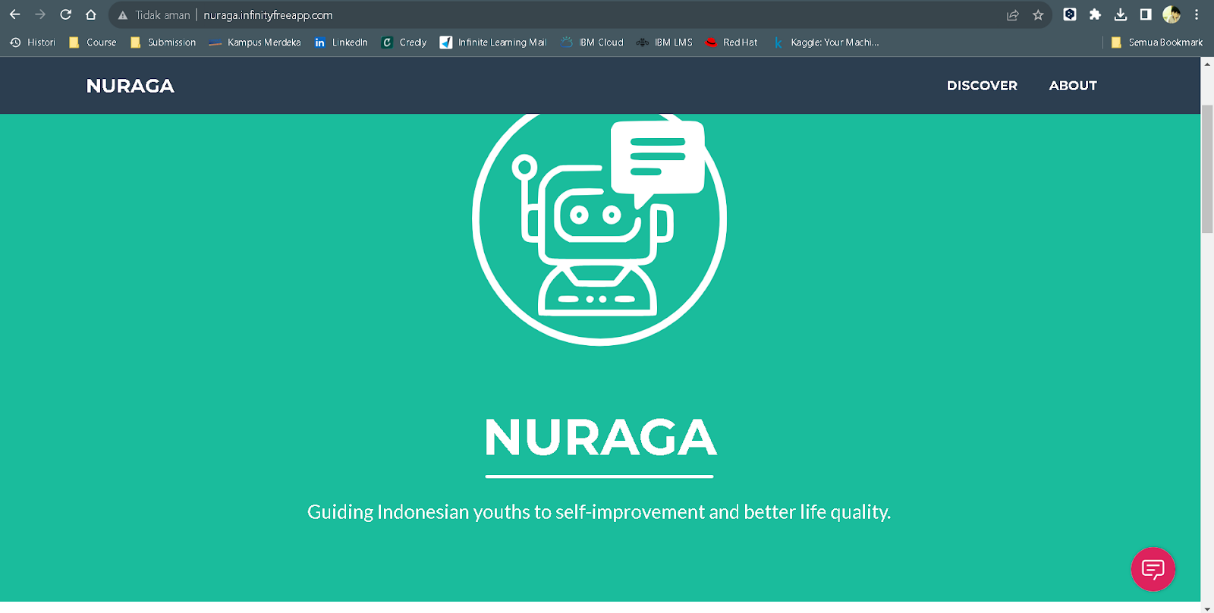 Tidak aman | nuraga.infinityfreeapp.com
Histori Course Submission Kampus Merdeka LinkedIn Credly Infinite Learning Mail IBM Cloud IBM LMS Red Hat Kaggle: Your Machi... Semua Bookmark
NURAGA DISCOVER ABOUT
NURAGA
Guiding Indonesian youths to self-improvement and better life quality.